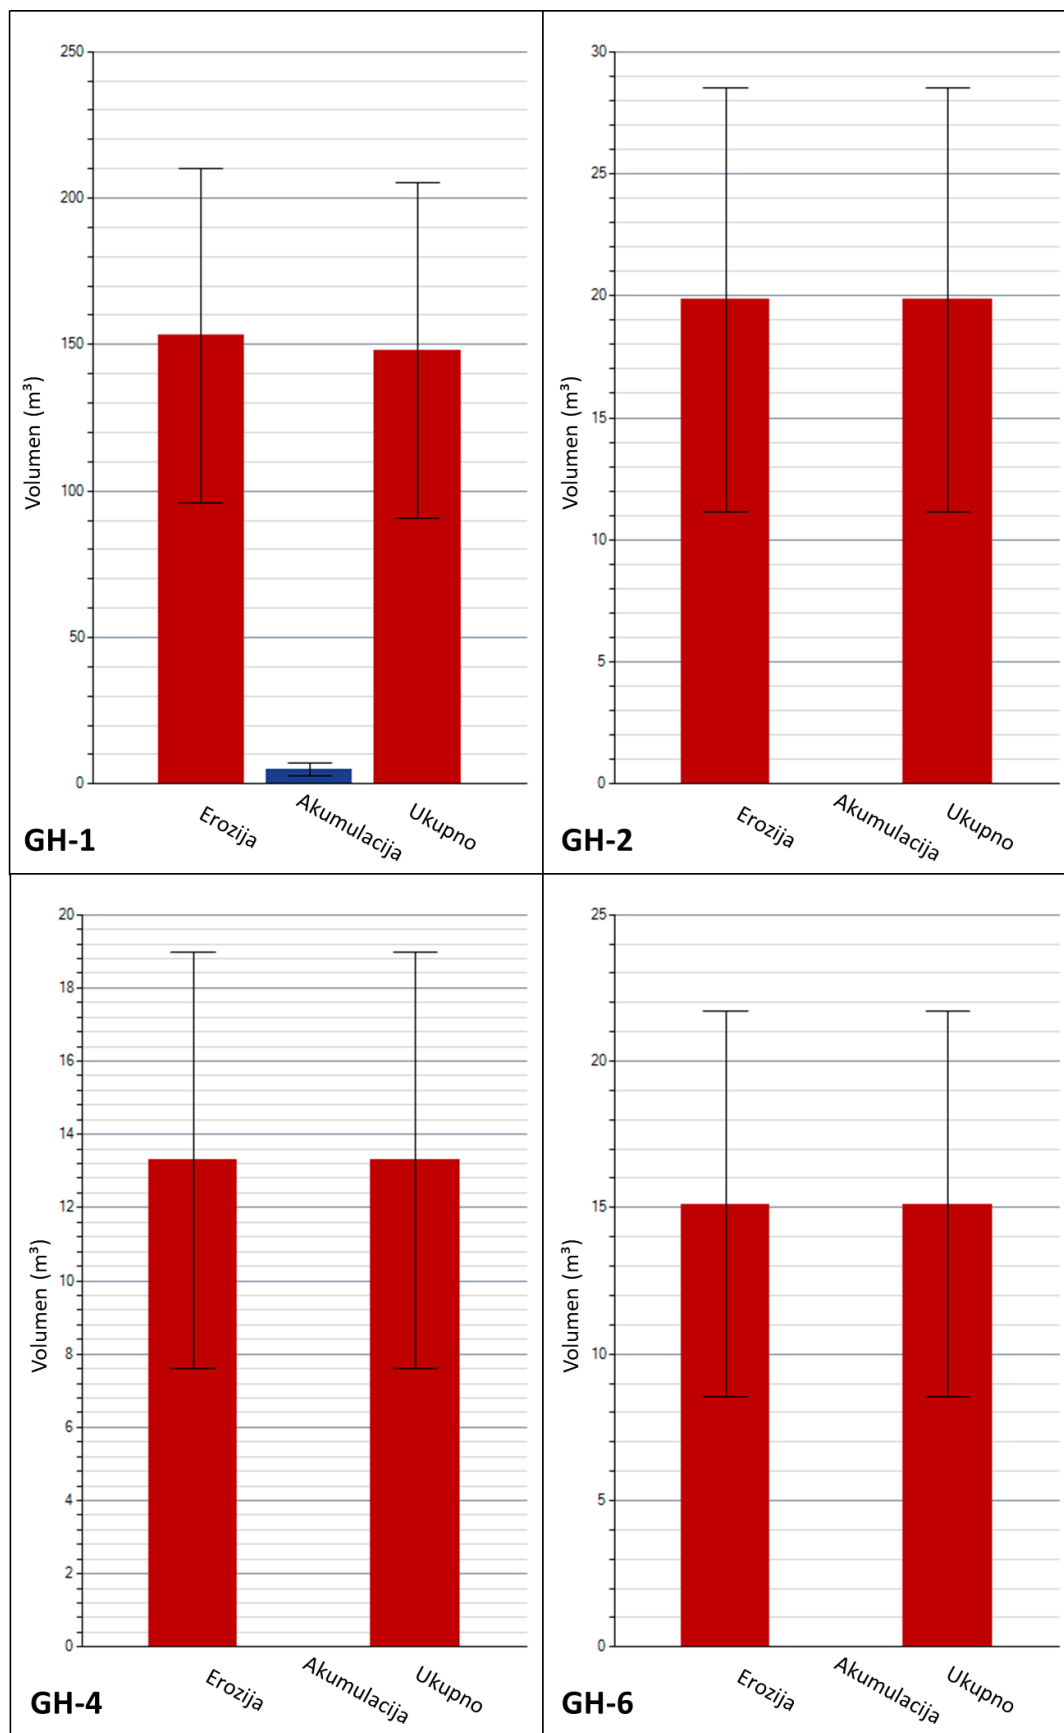 250
200
150
100
50
0
Volumen (m³)
Erozija
Akumulacija
Ukupno
GH-1
30
25
20
15
10
5
0
Volumen (m³)
Erozija
Akumulacija
Ukupno
GH-2
20
18
16
14
12
10
8
6
4
2
0
Volumen (m³)
Erozija
Akumulacija
Ukupno
GH-4
25
20
15
10
5
0
Volumen (m³)
Erozija
Akumulacija
Ukupno
GH-6